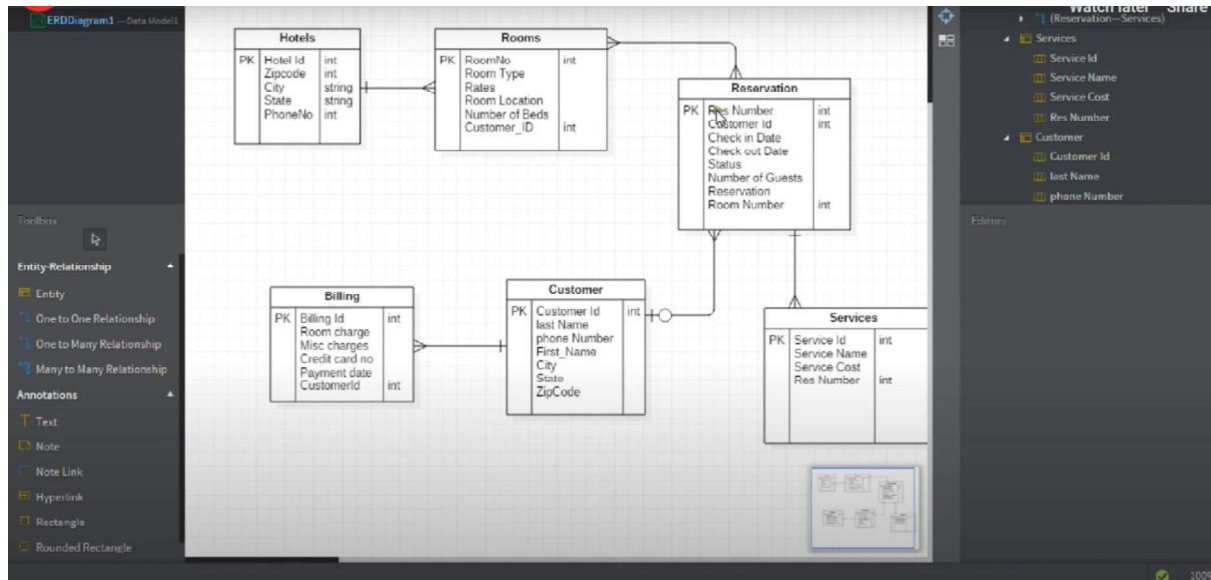 ERDDiagram1 — Data Model1
Watch later Share
(Reservation—Services)
Services
Service Id
Service Name
Service Cost
Res Number
Customer
Customer Id
last Name
phone Number
Editors
Toolbox
Entity-Relationship
Entity
One to One Relationship
One to Many Relationship
Many to Many Relationship
Annotations
Text
Note
Note Link
Hyperlink
Rectangle
Rounded Rectangle
Hotels
PK Hotel Id int
Zipcode int
City string
State string
PhoneNo int
Rooms
PK RoomNo int
Room Type
Rates
Room Location
Number of Beds
Customer_ID int
Reservation
PK Res Number int
Customer Id int
Check in Date
Check out Date
Status
Number of Guests
Reservation
Room Number int
Billing
PK Billing Id int
Room charge
Misc charges
Credit card no
Payment date
CustomerId int
Customer
PK Customer Id int
last Name
phone Number
First_Name
City
State
ZipCode
Services
PK Service Id int
Service Name
Service Cost
Res Number int